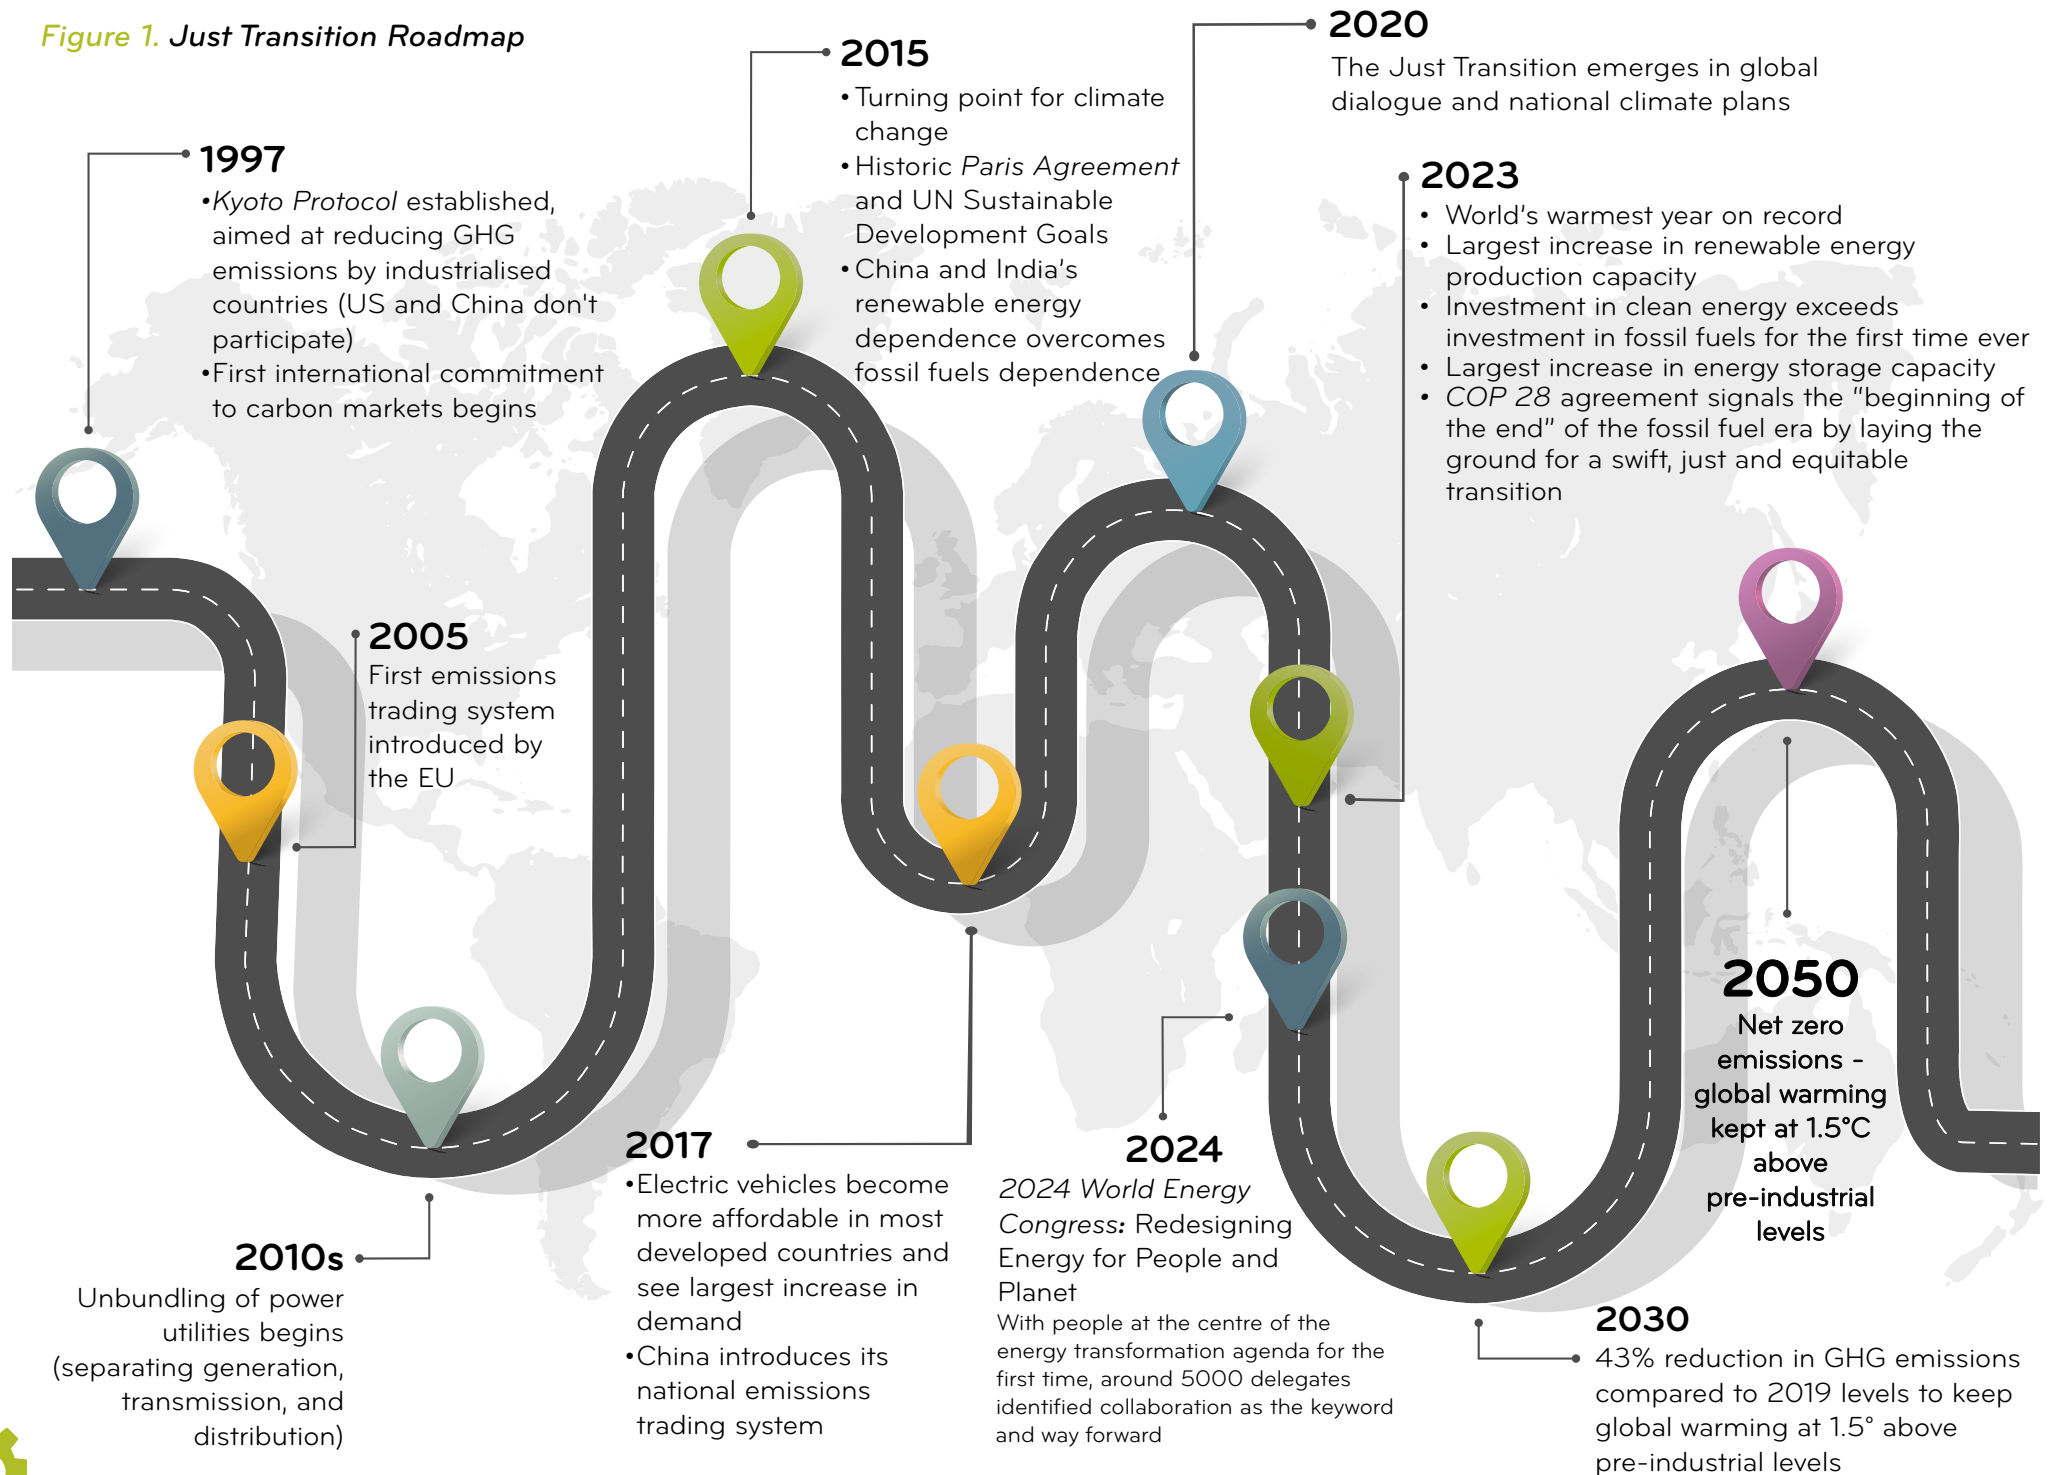 Figure 1. Just Transition Roadmap
1997
•Kyoto Protocol established,
aimed at reducing GHG
emissions by industrialised
countries (US and China don't
participate)
•First international commitment
to carbon markets begins
2005
First emissions
trading system
introduced by
the EU
2010s
Unbundling of power
utilities begins
(separating generation,
transmission, and
distribution)
2015
• Turning point for climate
change
• Historic Paris Agreement
and UN Sustainable
Development Goals
• China and India's
renewable energy
dependence overcomes
fossil fuels dependence
2017
•Electric vehicles become
more affordable in most
developed countries and
see largest increase in
demand
•China introduces its
national emissions
trading system
2020
The Just Transition emerges in global
dialogue and national climate plans
2023
• World's warmest year on record
• Largest increase in renewable energy
production capacity
• Investment in clean energy exceeds
investment in fossil fuels for the first time ever
• Largest increase in energy storage capacity
• COP 28 agreement signals the "beginning of
the end" of the fossil fuel era by laying the
ground for a swift, just and equitable
transition
2024
2024 World Energy
Congress: Redesigning
Energy for People and
Planet
With people at the centre of the
energy transformation agenda for the
first time, around 5000 delegates
identified collaboration as the keyword
and way forward
2030
43% reduction in GHG emissions
compared to 2019 levels to keep
global warming at 1.5° above
pre-industrial levels
2050
Net zero
emissions -
global warming
kept at 1.5°C
above
pre-industrial
levels